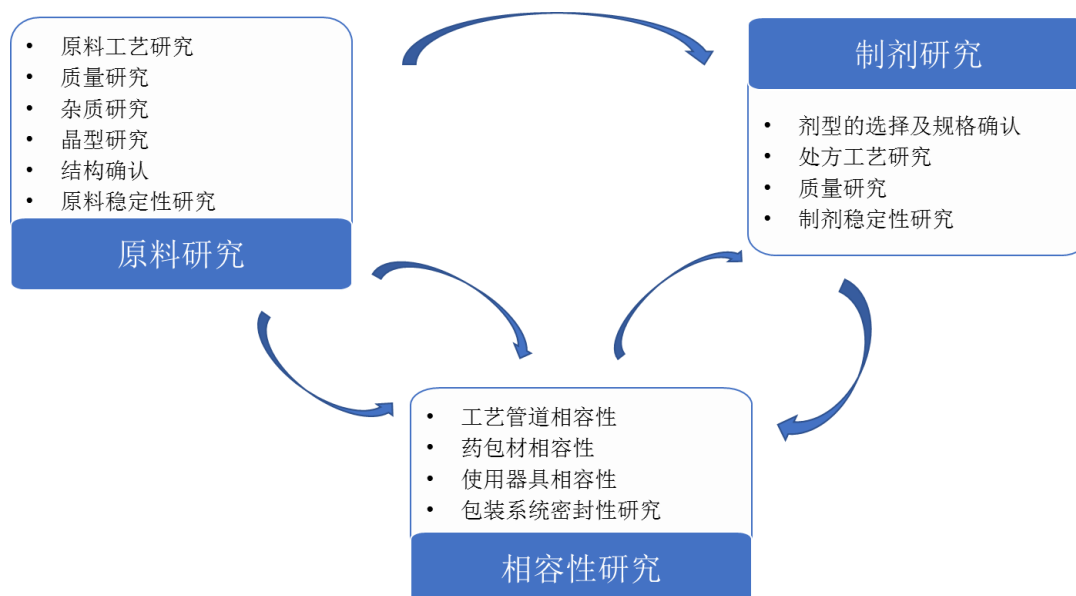 • 原料工艺研究
• 质量研究
• 杂质研究
• 晶型研究
• 结构确认
• 原料稳定性研究
原料研究
制剂研究
• 剂型的选择及规格确认
• 处方工艺研究
• 质量研究
• 制剂稳定性研究
• 工艺管道相容性
• 药包材相容性
• 使用器具相容性
• 包装系统密封性研究
相容性研究